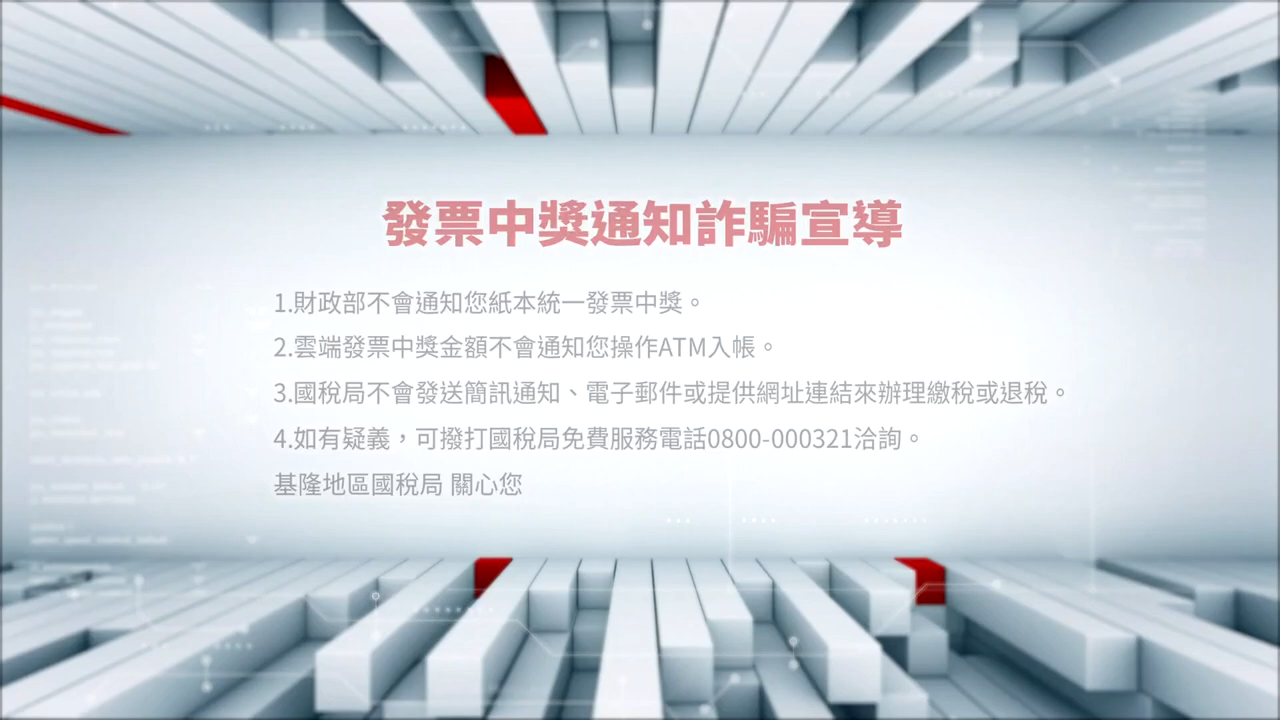 發票中獎通知詐騙宣導
1.財政部不會通知您紙本統一發票中獎。
2.雲端發票中獎金額不會通知您操作ATM入帳。
3.國稅局不會發送簡訊通知、電子郵件或提供網址連結來辦理繳稅或退稅。
4.如有疑義，可撥打國稅局免費服務電話0800-000321洽詢。
基隆地區國稅局 關心您